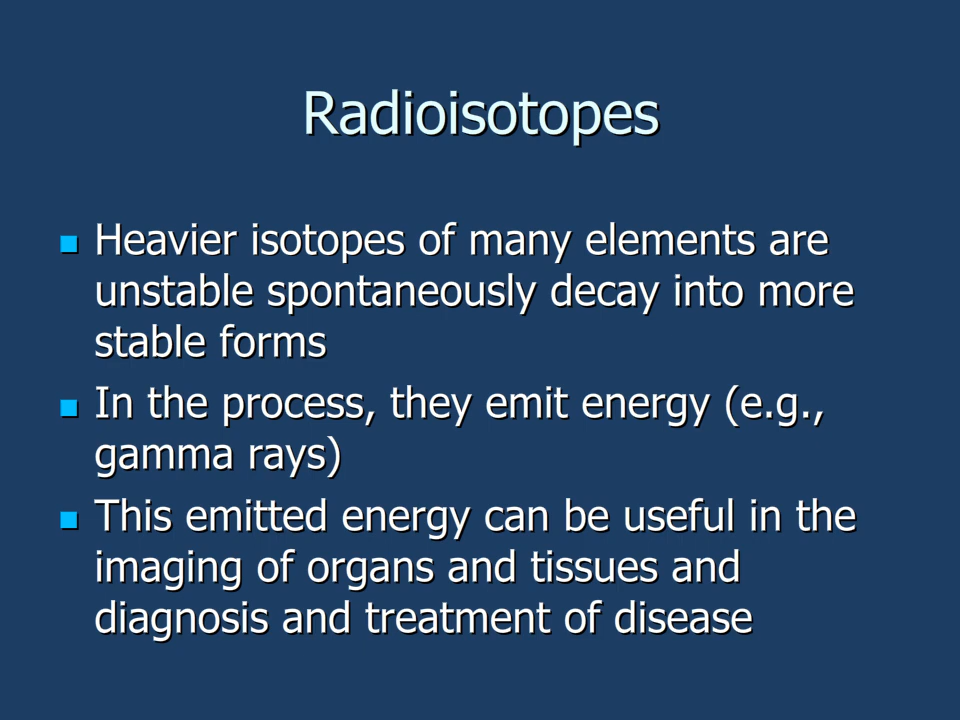 Radioisotopes
Heavier isotopes of many elements are
unstable spontaneously decay into more
stable forms
In the process, they emit energy (e.g.,
gamma rays)
This emitted energy can be useful in the
imaging of organs and tissues and
diagnosis and treatment of disease